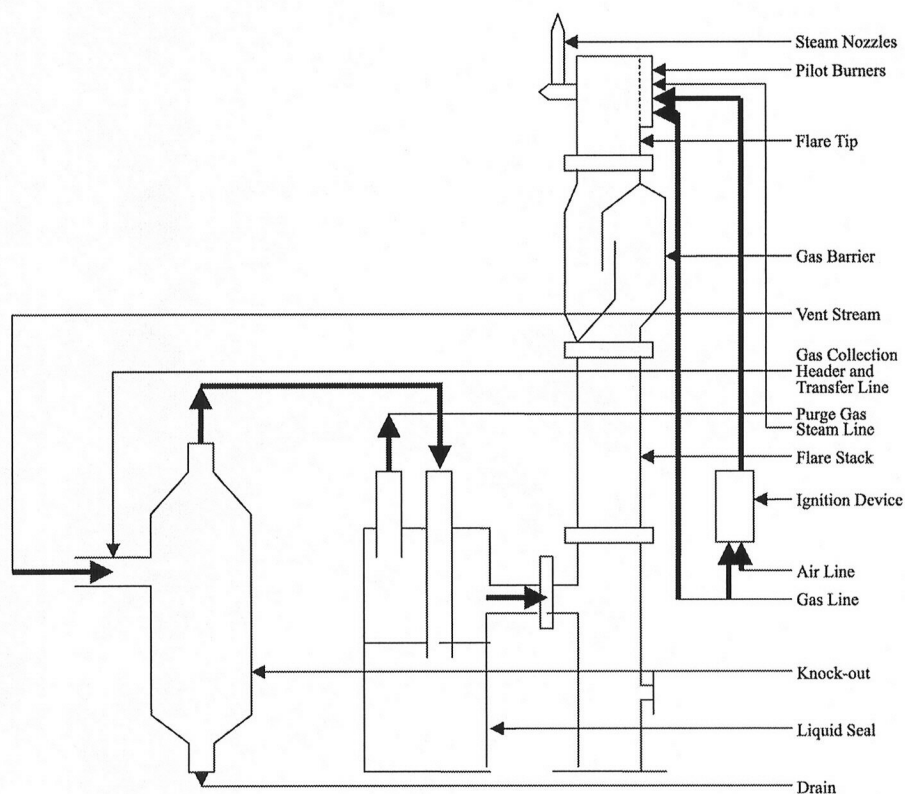 Steam Nozzles
Pilot Burners
Flare Tip
Gas Barrier
Vent Stream
Gas Collection
Header and
Transfer Line
Purge Gas
Steam Line
Flare Stack
Ignition Device
Air Line
Gas Line
Knock-out
Liquid Seal
Drain